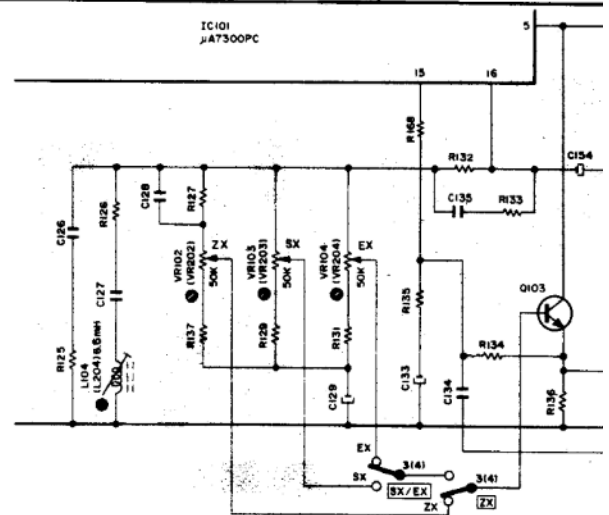 IC101
µA7300PC
5
15
16
R168
R132
C154
C135
R133
C126
R126
C128
R127
ZX
SX
EX
VR102
(VR202)
50K
VR103
(VR203)
50K
VR104
(VR204)
50K
Q103
C127
R137
R129
R131
R135
R134
R125
L104
(L204) 6.6mH
C129
C133
C134
R136
EX
3(4)
SX
SX/EX
3(4)
ZX
ZX